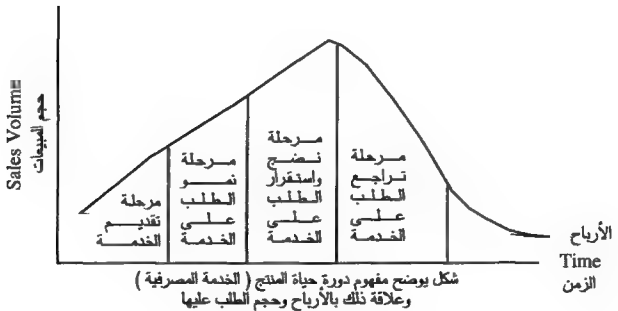 Sales Volume
حجم المبيعات
مرحلة
تقديم
الخدمة
مرحلة
نمو
الطلب
على
الخدمة
مرحلة
نضج
واستقرار
الطلب
على
الخدمة
مرحلة
تراجع
الطلب
على
الخدمة
الأرباح
Time
الزمن
شكل يوضح مفهوم دورة حياة المنتج ( الخدمة المصرفية )
وعلاقة ذلك بالأرباح وحجم الطلب عليها